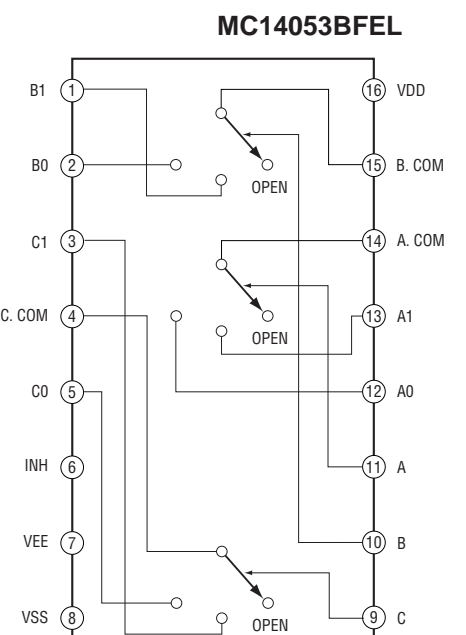 MC14053BFEL
B1 1 16 VDD
B0 2 15 B. COM
OPEN
C1 3 14 A. COM
C. COM 4 13 A1
OPEN
C0 5 12 A0
INH 6 11 A
VEE 7 10 B
VSS 8 9 C
OPEN